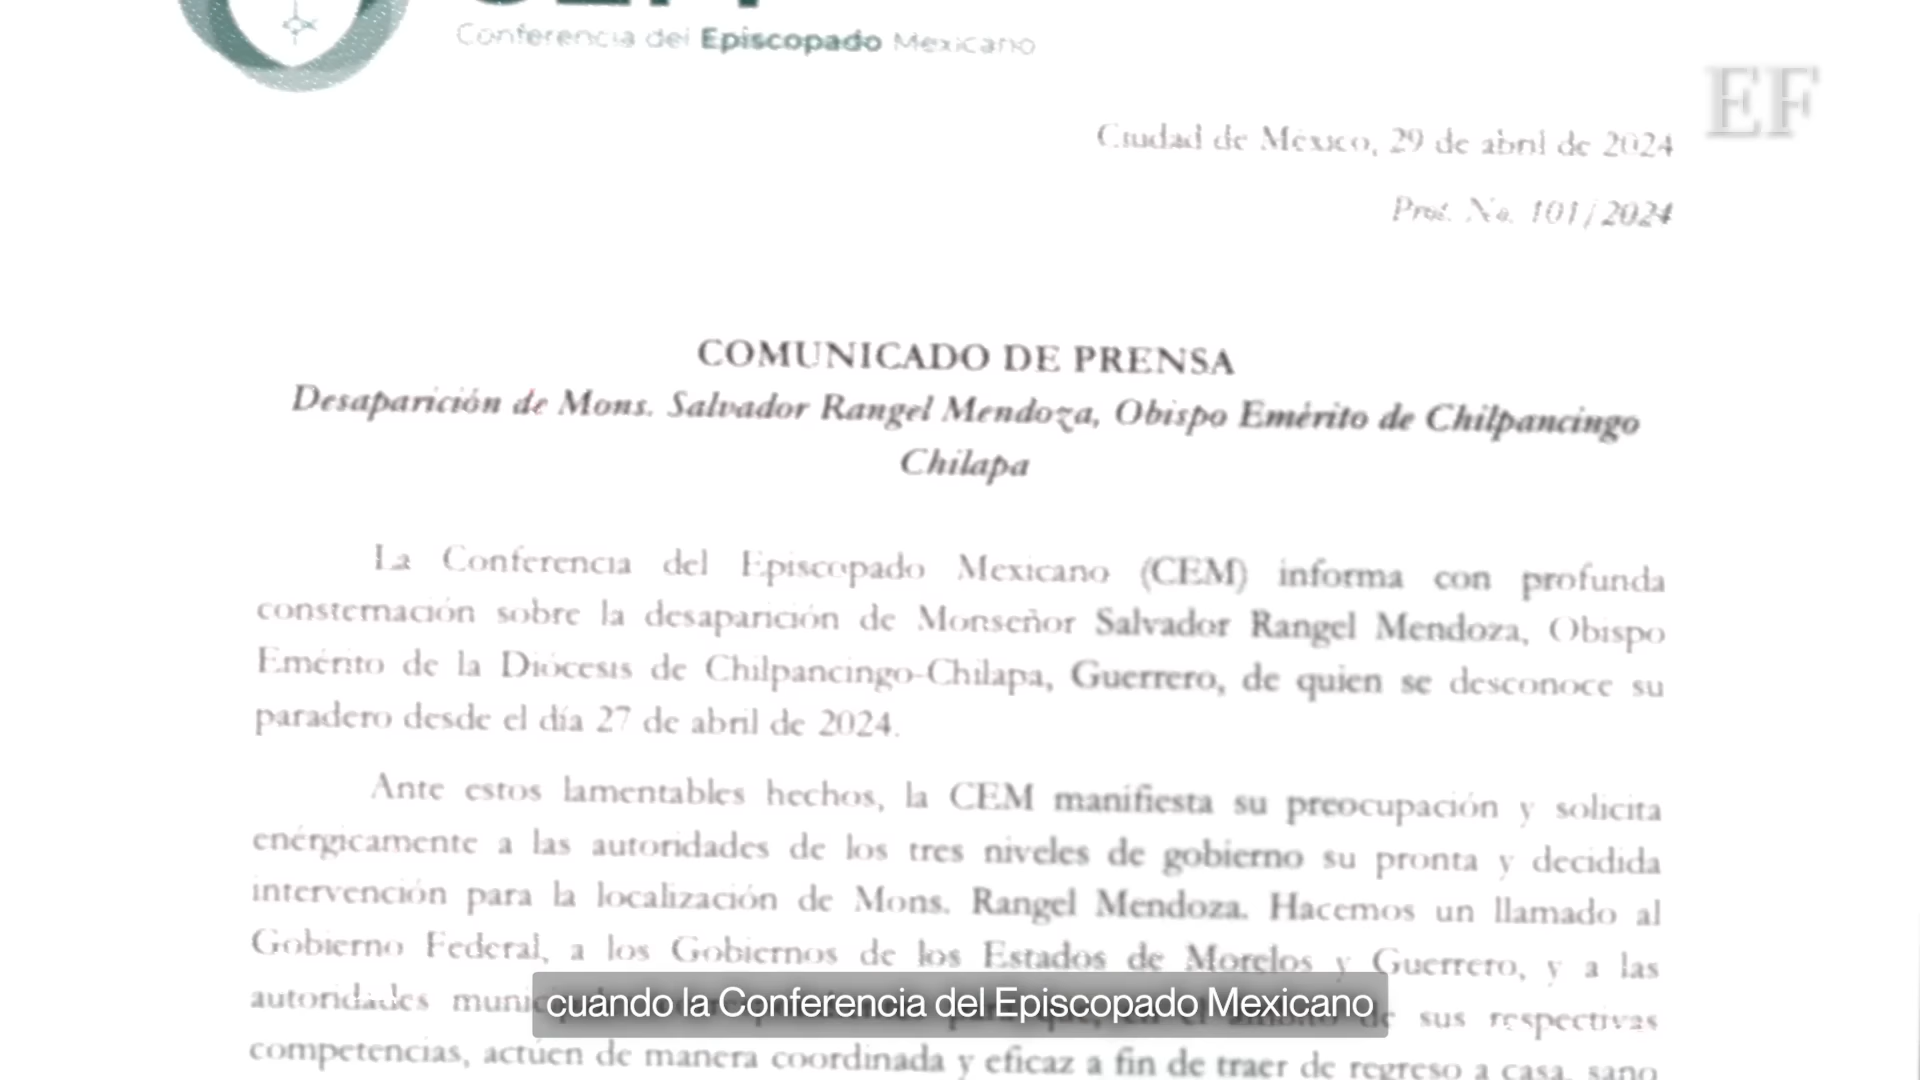 Conferencia del Episcopado Mexicano
EF
Ciudad de México, 29 de abril de 2024
Prot. No. 101/2024
COMUNICADO DE PRENSA
Desaparición de Mons. Salvador Rangel Mendoza, Obispo Emérito de Chilpancingo
Chilapa
La Conferencia del Episcopado Mexicano (CEM) informa con profunda
consternación sobre la desaparición de Monseñor Salvador Rangel Mendoza, Obispo
Emérito de la Diócesis de Chilpancingo-Chilapa, Guerrero, de quien se desconoce su
paradero desde el día 27 de abril de 2024.
Ante estos lamentables hechos, la CEM manifiesta su preocupación y solicita
enérgicamente a las autoridades de los tres niveles de gobierno su pronta y decidida
intervención para la localización de Mons. Rangel Mendoza. Hacemos un llamado al
Gobierno Federal, a los Gobiernos de los Estados de Morelos y Guerrero, y a las
autoridades de sus respectivas
cuando la Conferencia del Episcopado Mexicano
competencias, actúen de manera coordinada y eficaz a fin de traer de regreso a casa, sano